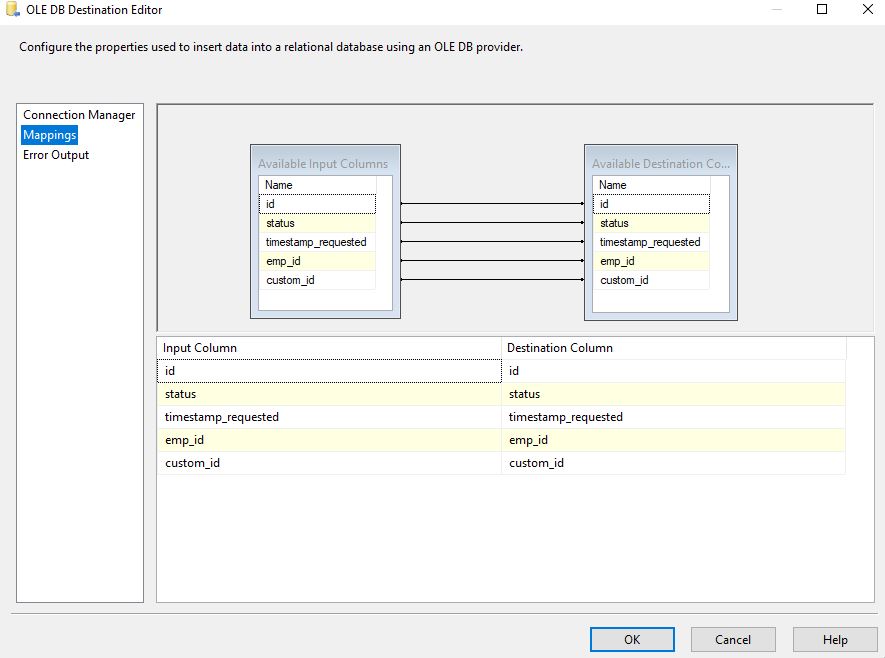 OLE DB Destination Editor
Configure the properties used to insert data into a relational database using an OLE DB provider.
Connection Manager
Mappings
Error Output
Available Input Columns
Name
id
status
timestamp_requested
emp_id
custom_id
Available Destination Co...
Name
id
status
timestamp_requested
emp_id
custom_id
Input Column Destination Column
id id
status status
timestamp_requested timestamp_requested
emp_id emp_id
custom_id custom_id
OK Cancel Help